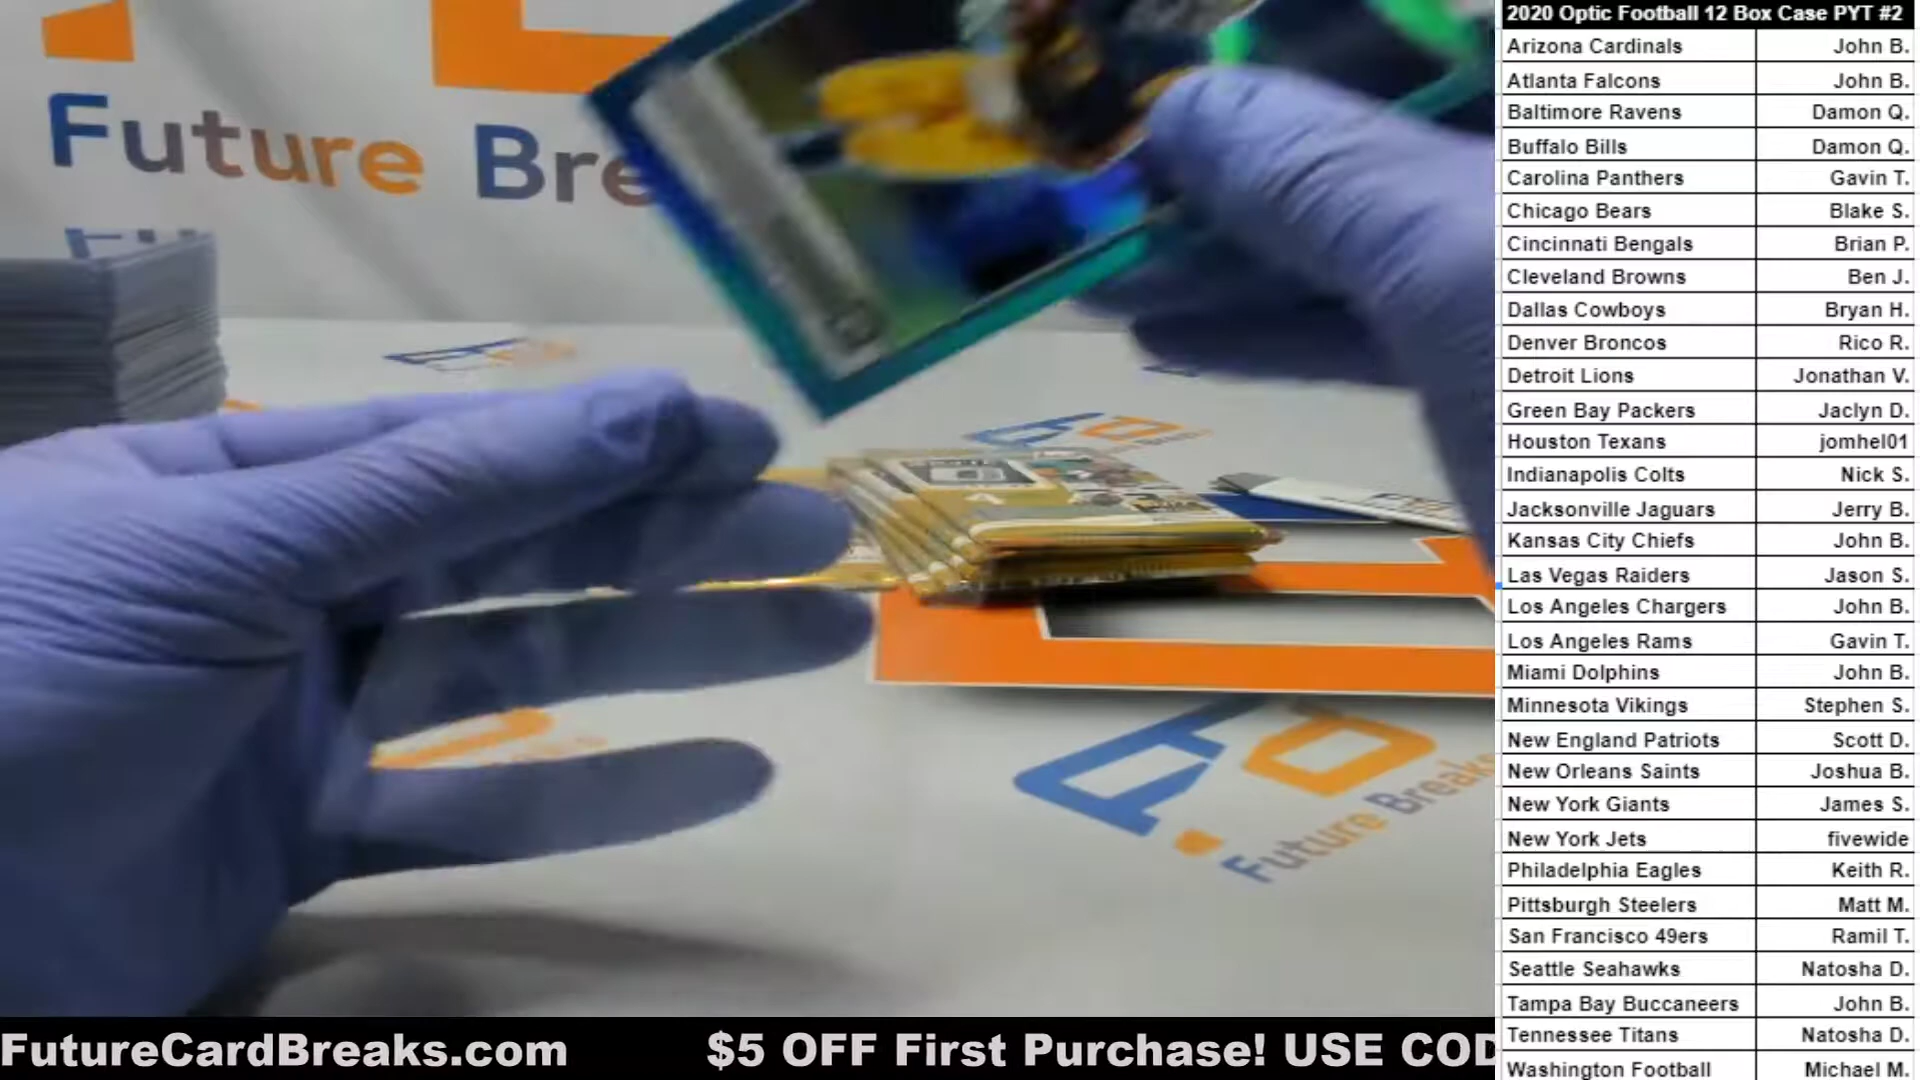 Future Bre
Future Breaks
FutureCardBreaks.com
$5 OFF First Purchase! USE COD
2020 Optic Football 12 Box Case PYT #2
Arizona Cardinals John B.
Atlanta Falcons John B.
Baltimore Ravens Damon Q.
Buffalo Bills Damon Q.
Carolina Panthers Gavin T.
Chicago Bears Blake S.
Cincinnati Bengals Brian P.
Cleveland Browns Ben J.
Dallas Cowboys Bryan H.
Denver Broncos Rico R.
Detroit Lions Jonathan V.
Green Bay Packers Jaclyn D.
Houston Texans jomhel01
Indianapolis Colts Nick S.
Jacksonville Jaguars Jerry B.
Kansas City Chiefs John B.
Las Vegas Raiders Jason S.
Los Angeles Chargers John B.
Los Angeles Rams Gavin T.
Miami Dolphins John B.
Minnesota Vikings Stephen S.
New England Patriots Scott D.
New Orleans Saints Joshua B.
New York Giants James S.
New York Jets fivewide
Philadelphia Eagles Keith R.
Pittsburgh Steelers Matt M.
San Francisco 49ers Ramil T.
Seattle Seahawks Natosha D.
Tampa Bay Buccaneers John B.
Tennessee Titans Natosha D.
Washington Football Michael M.